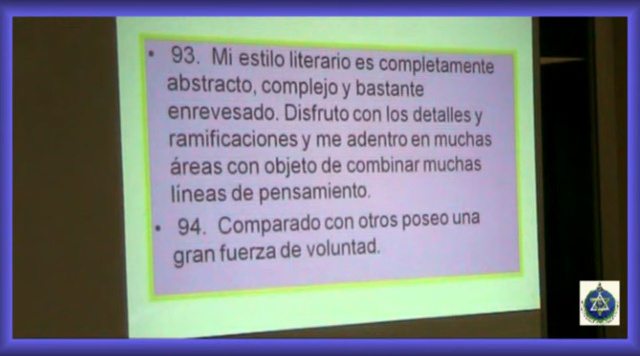 • 93. Mi estilo literario es completamente
abstracto, complejo y bastante
enrevesado. Disfruto con los detalles y
ramificaciones y me adentro en muchas
áreas con objeto de combinar muchas
líneas de pensamiento.
• 94. Comparado con otros poseo una
gran fuerza de voluntad.